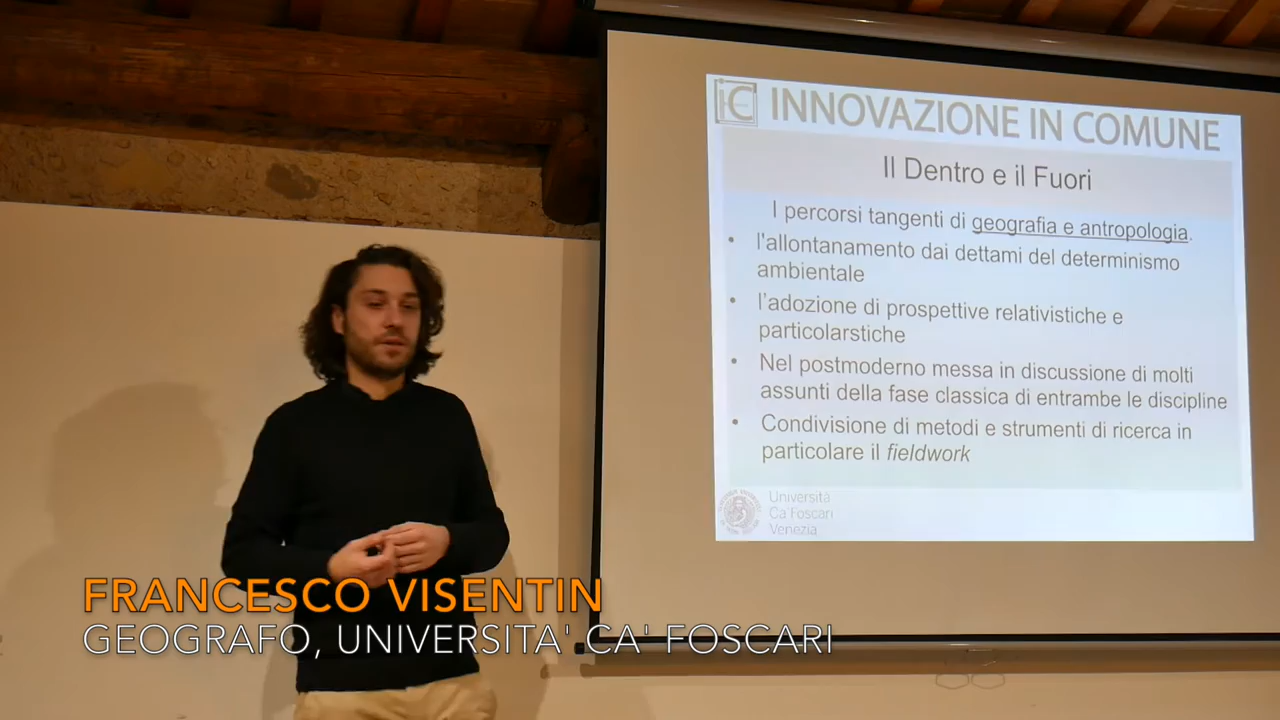 iC INNOVAZIONE IN COMUNE
Il Dentro e il Fuori
I percorsi tangenti di geografia e antropologia.
• l'allontanamento dai dettami del determinismo
ambientale
• l'adozione di prospettive relativistiche e
particolarstiche
• Nel postmoderno messa in discussione di molti
assunti della fase classica di entrambe le discipline
• Condivisione di metodi e strumenti di ricerca in
particolare il fieldwork
Università
Ca'Foscari
Venezia
FRANCESCO VISENTIN
GEOGRAFO, UNIVERSITA' CA' FOSCARI